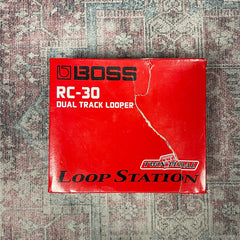 BOSS
RC-30
DUAL TRACK LOOPER
LOOP STATION